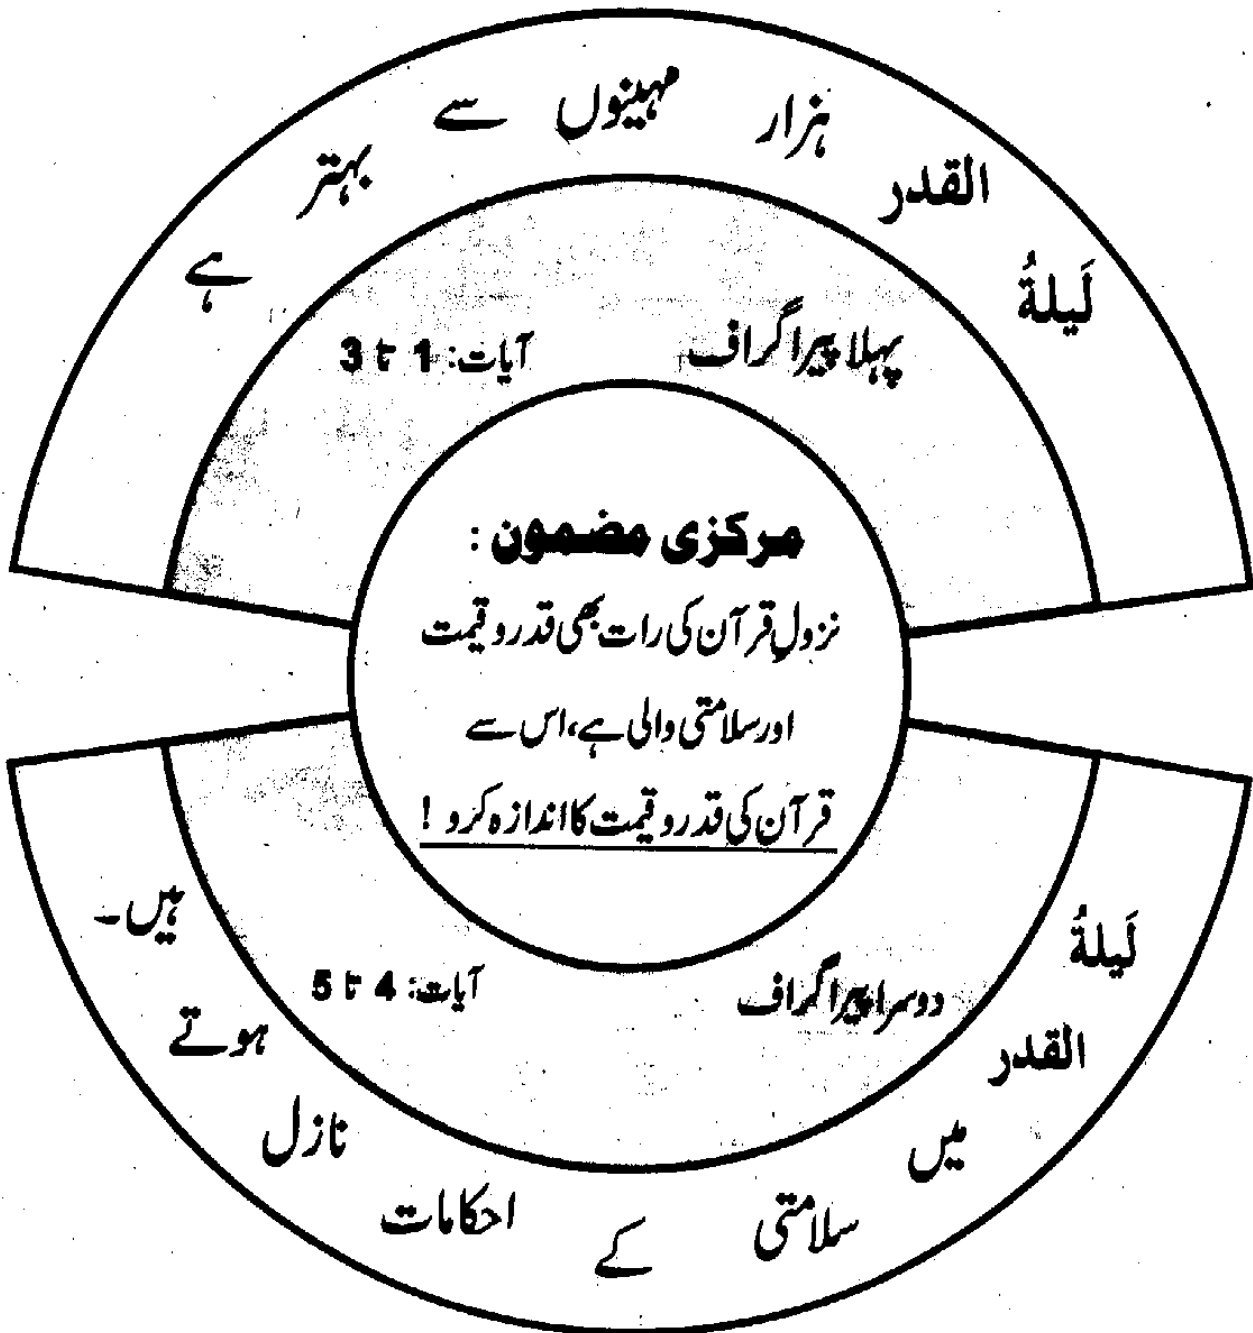 لَیلۃُ القدر ہزار مہینوں سے بہتر ہے
پہلا پیراگراف
آیات: 1 تا 3
مرکزی مضمون :
نزولِ قرآن کی رات بھی قدر و قیمت
اور سلامتی والی ہے، اس سے
قرآن کی قدر و قیمت کا اندازہ کرو !
دوسرا پیراگراف
آیات: 4 تا 5
لَیلۃُ القدر میں سلامتی کے احکامات نازل ہوتے ہیں۔